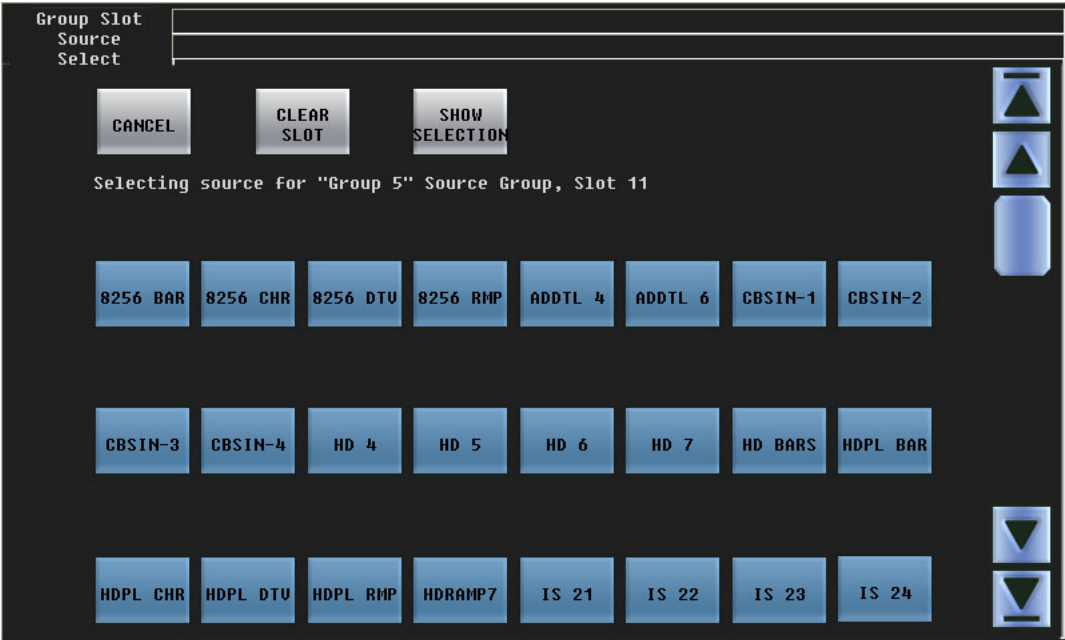 Group Slot
Source
Select
CANCEL
CLEAR
SLOT
SHOW
SELECTION
Selecting source for "Group 5" Source Group, Slot 11
8256 BAR 8256 CHR 8256 DTV 8256 RMP ADDTL 4 ADDTL 6 CBSIN-1 CBSIN-2
CBSIN-3 CBSIN-4 HD 4 HD 5 HD 6 HD 7 HD BARS HDPL BAR
HDPL CHR HDPL DTV HDPL RMP HDRAMP7 IS 21 IS 22 IS 23 IS 24